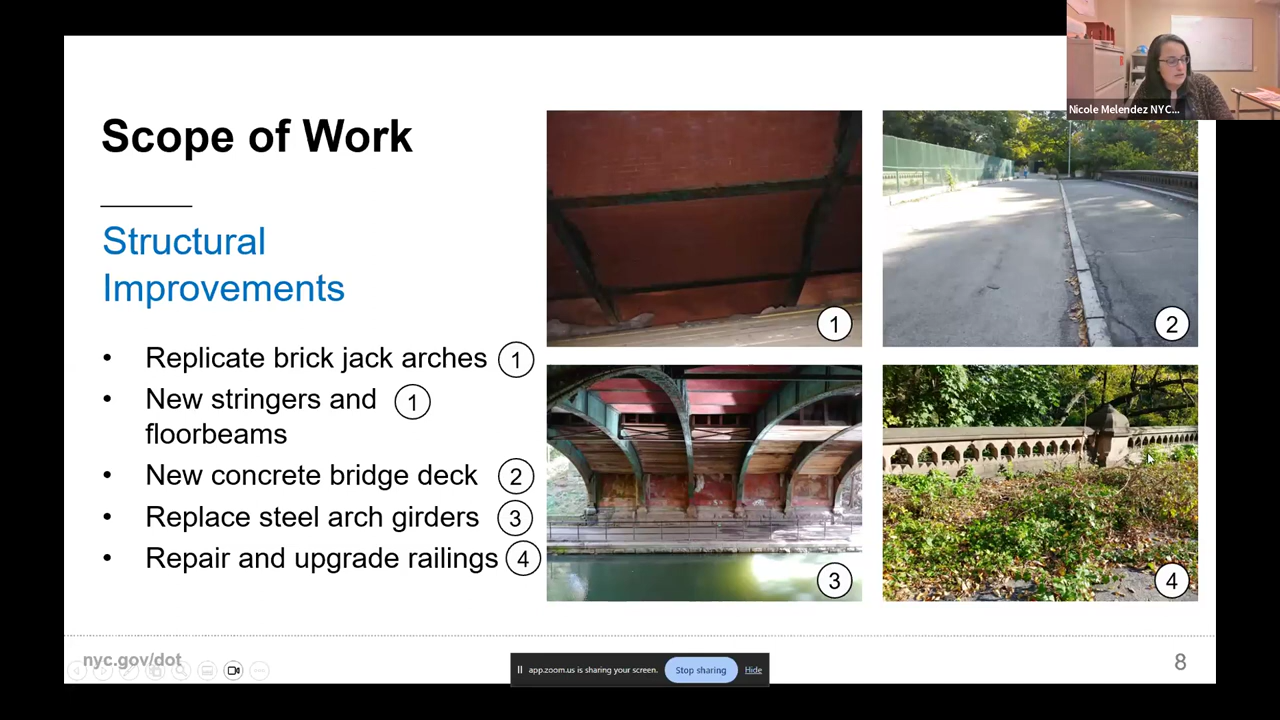 Nicole Melendez NYC...
Scope of Work
Structural
Improvements
• Replicate brick jack arches 1
• New stringers and 1
floorbeams
• New concrete bridge deck 2
• Replace steel arch girders 3
• Repair and upgrade railings 4
1
2
3
4
nyc.gov/dot
app.zoom.us is sharing your screen.
Stop sharing
Hide
8